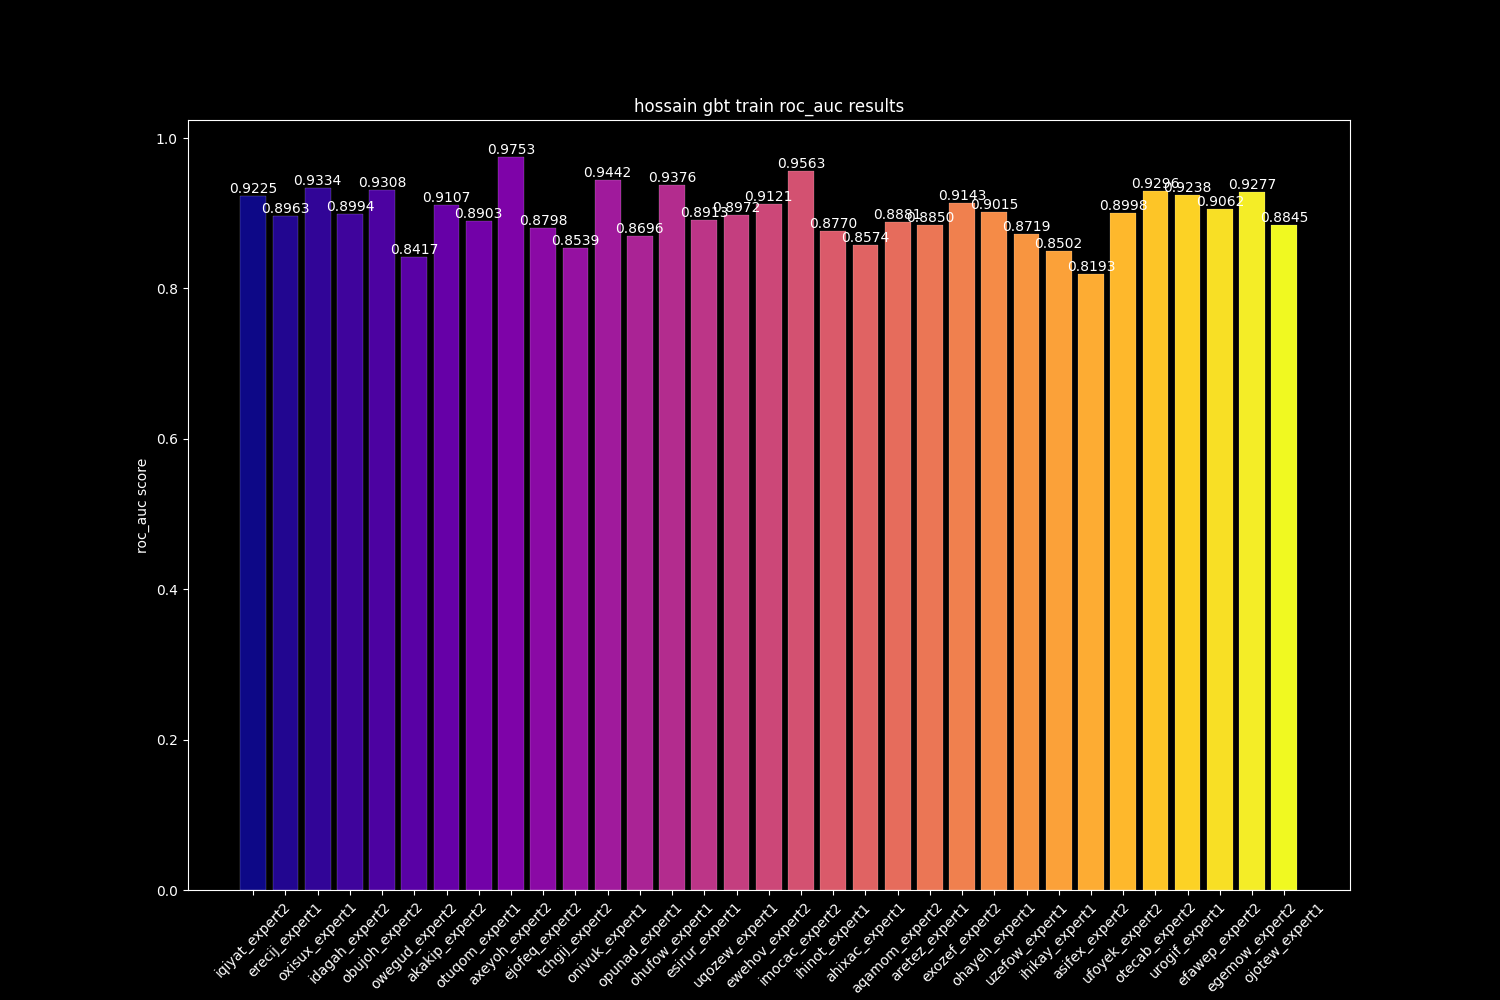 hossain gbt train roc_auc results
roc_auc score
1.0
0.8
0.6
0.4
0.2
0.0
0.9225
0.8963
0.9334
0.8994
0.9308
0.8417
0.9107
0.8903
0.9753
0.8798
0.8539
0.9442
0.8696
0.9376
0.8913
0.8972
0.9121
0.9563
0.8770
0.8574
0.8881
0.8850
0.9143
0.9015
0.8719
0.8502
0.8193
0.8998
0.9296
0.9238
0.9062
0.9277
0.8845
iqjyat_expert2
erecij_expert1
oxisux_expert1
idagah_expert2
obujoh_expert2
owegud_expert2
akakip_expert2
otuqom_expert1
axeyoh_expert2
ejofeq_expert2
tchgjj_expert2
onivuk_expert1
opunad_expert1
ohufow_expert1
esirur_expert1
uqozew_expert1
ewehov_expert2
imocac_expert2
ihinot_expert1
ahixac_expert1
aqamom_expert2
aretez_expert1
exozef_expert2
ohayeh_expert1
uzefow_expert1
ihikay_expert1
asifex_expert2
ufoyek_expert2
otecab_expert2
urogif_expert1
efawep_expert2
egemow_expert2
ojotew_expert1